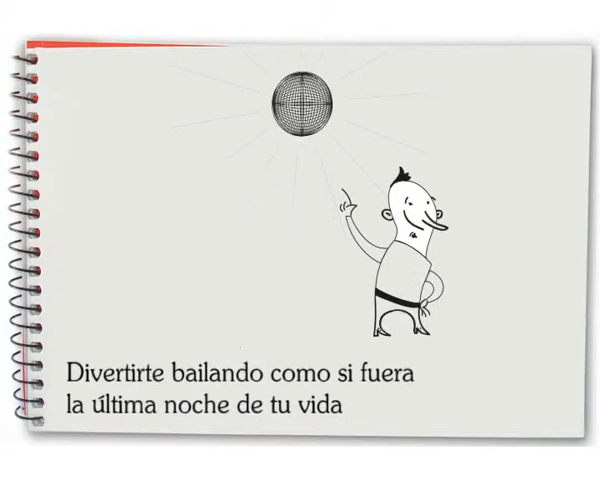 Divertirte bailando como si fuera
la última noche de tu vida